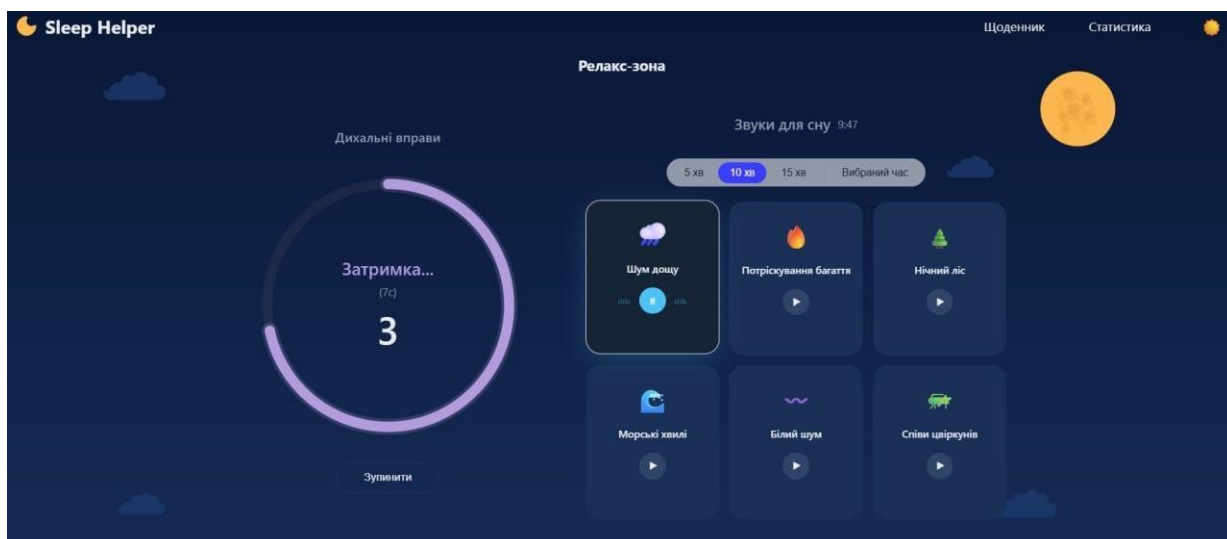 Sleep Helper
Щоденник
Статистика
Релакс-зона
Дихальні вправи
Затримка...
(7с)
3
Зупинити
Звуки для сну 9:47
5 хв
10 хв
15 хв
Вибраний час
Шум дощу
Потріскування багаття
Нічний ліс
Морські хвилі
Білий шум
Співи цвіркунів